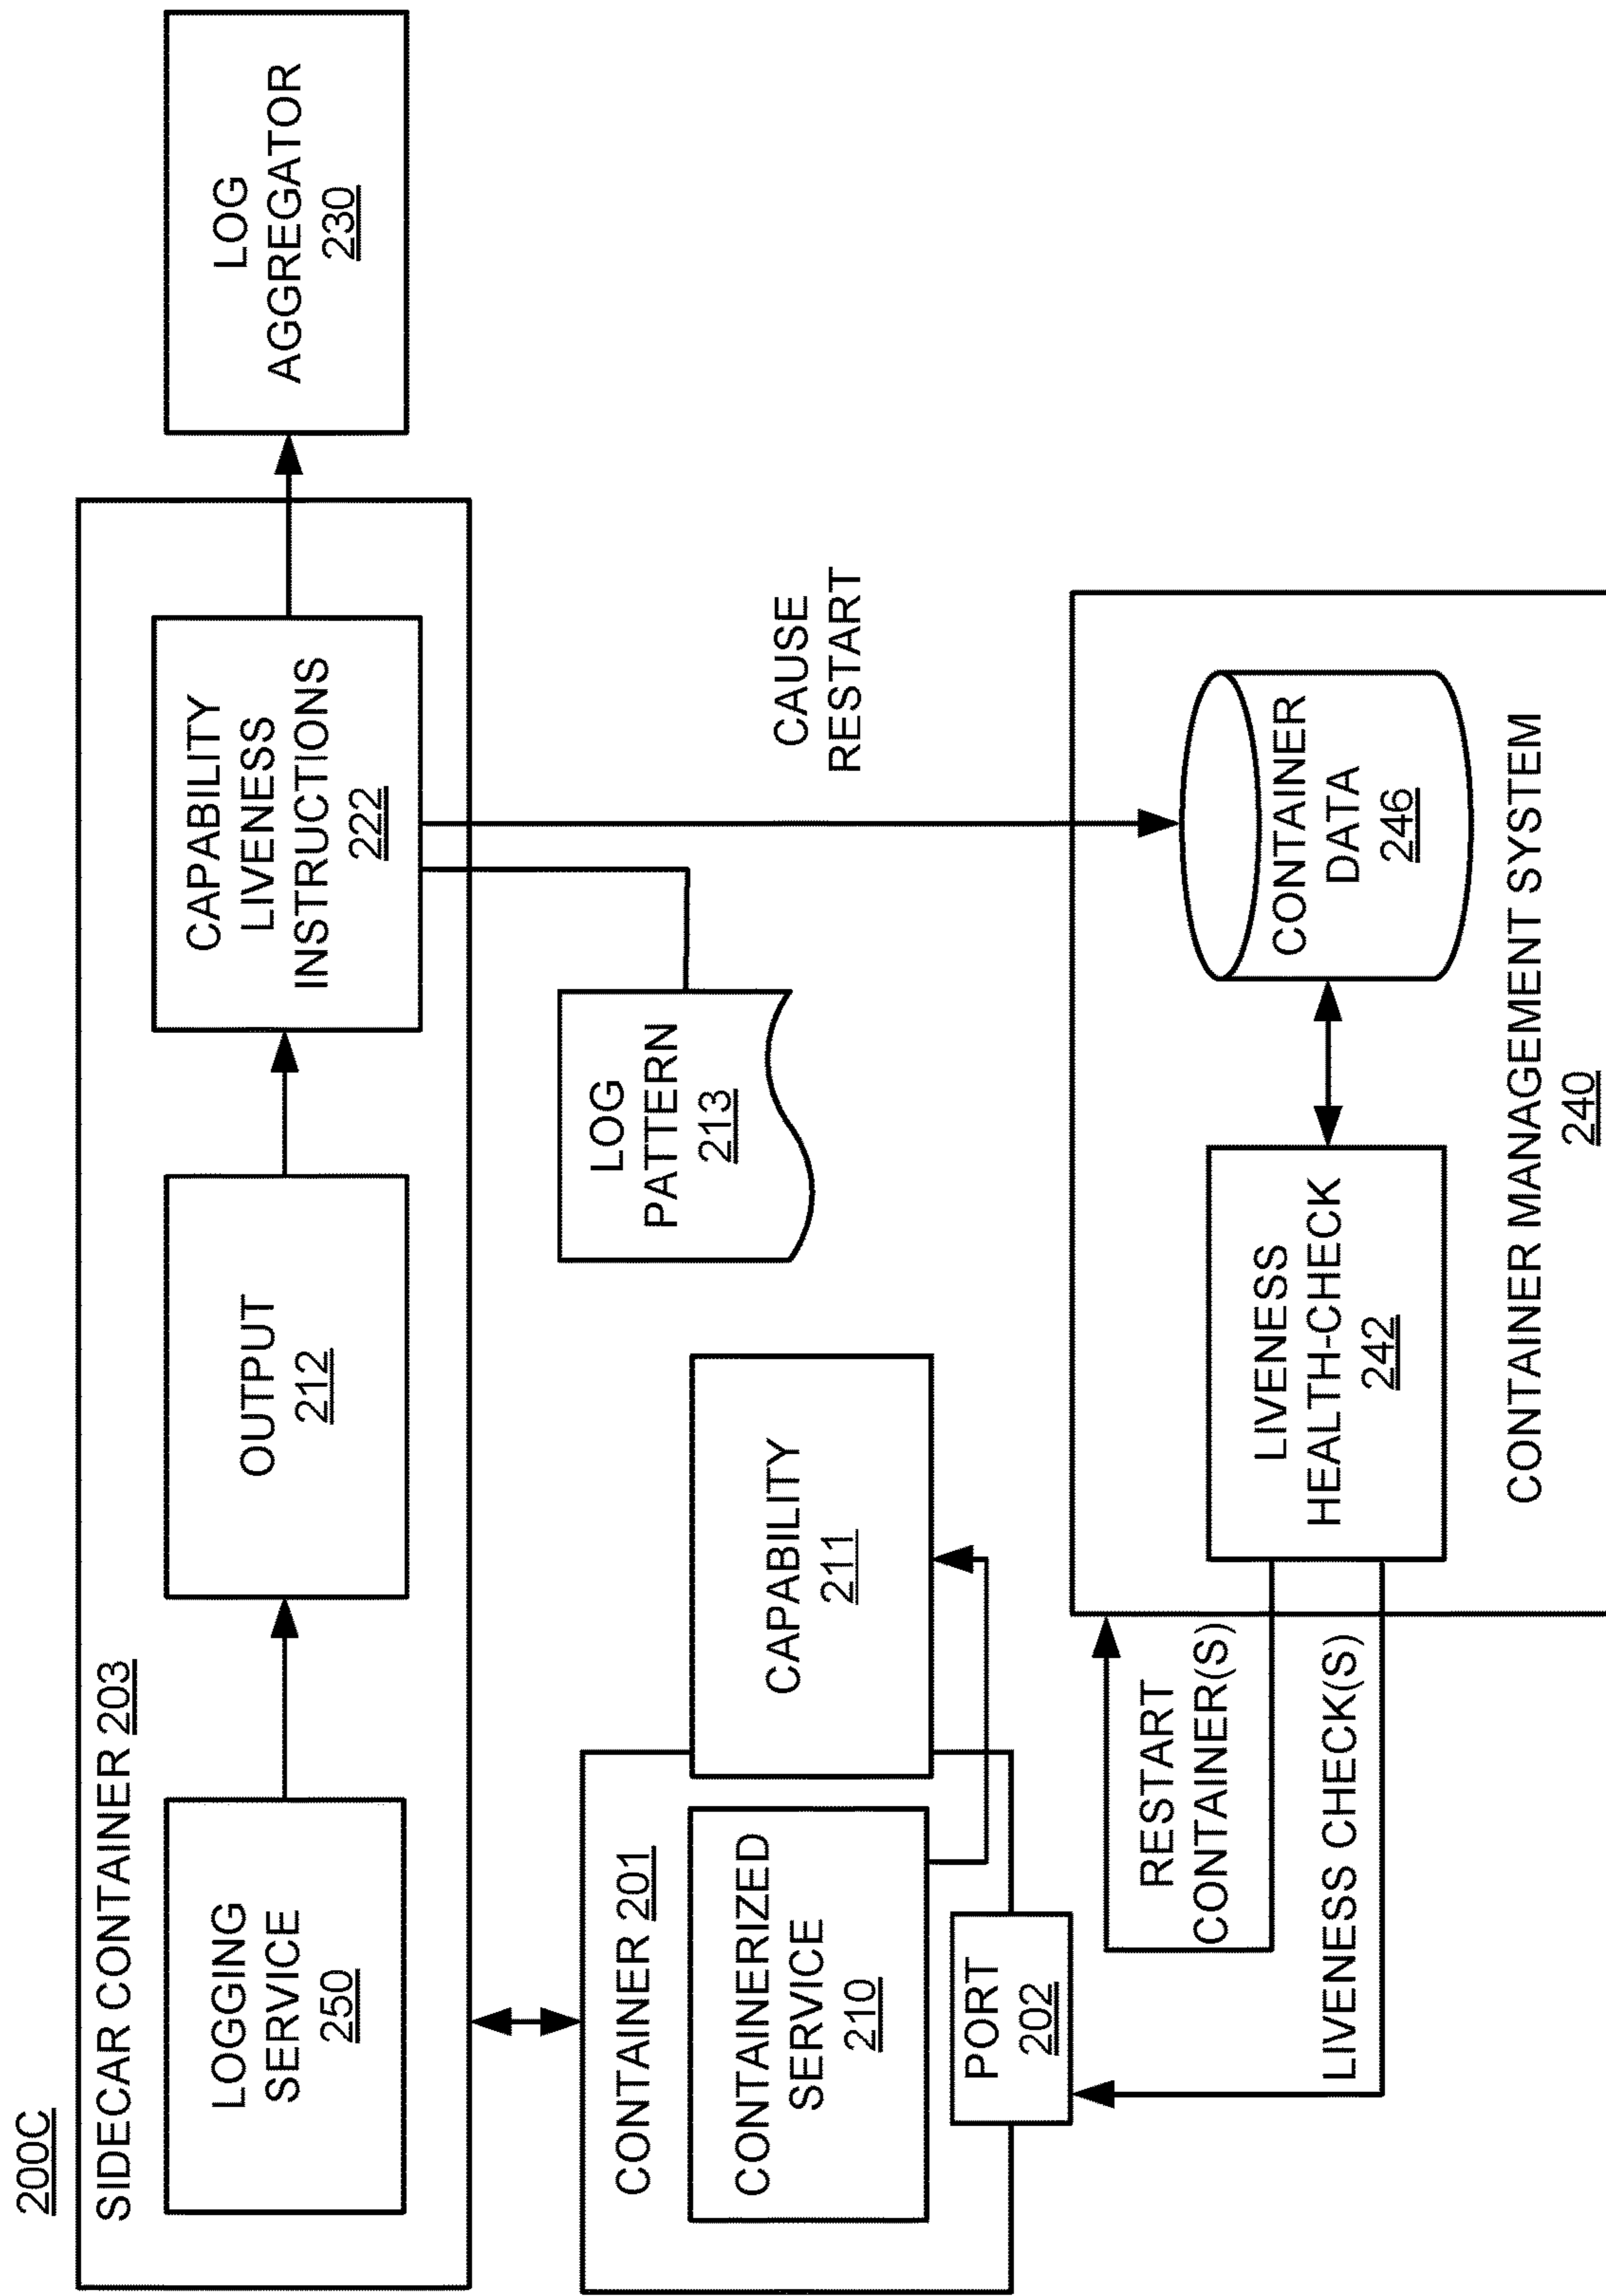 200C
SIDECAR CONTAINER 203
LOGGING
SERVICE
250
OUTPUT
212
CAPABILITY
LIVENESS
INSTRUCTIONS
222
LOG
AGGREGATOR
230
LOG
PATTERN
213
CAUSE
RESTART
CONTAINER 201
CONTAINERIZED
SERVICE
210
CAPABILITY
211
PORT
202
RESTART
CONTAINER(S)
LIVENESS CHECK(S)
LIVENESS
HEALTH-CHECK
242
CONTAINER
DATA
246
CONTAINER MANAGEMENT SYSTEM
240